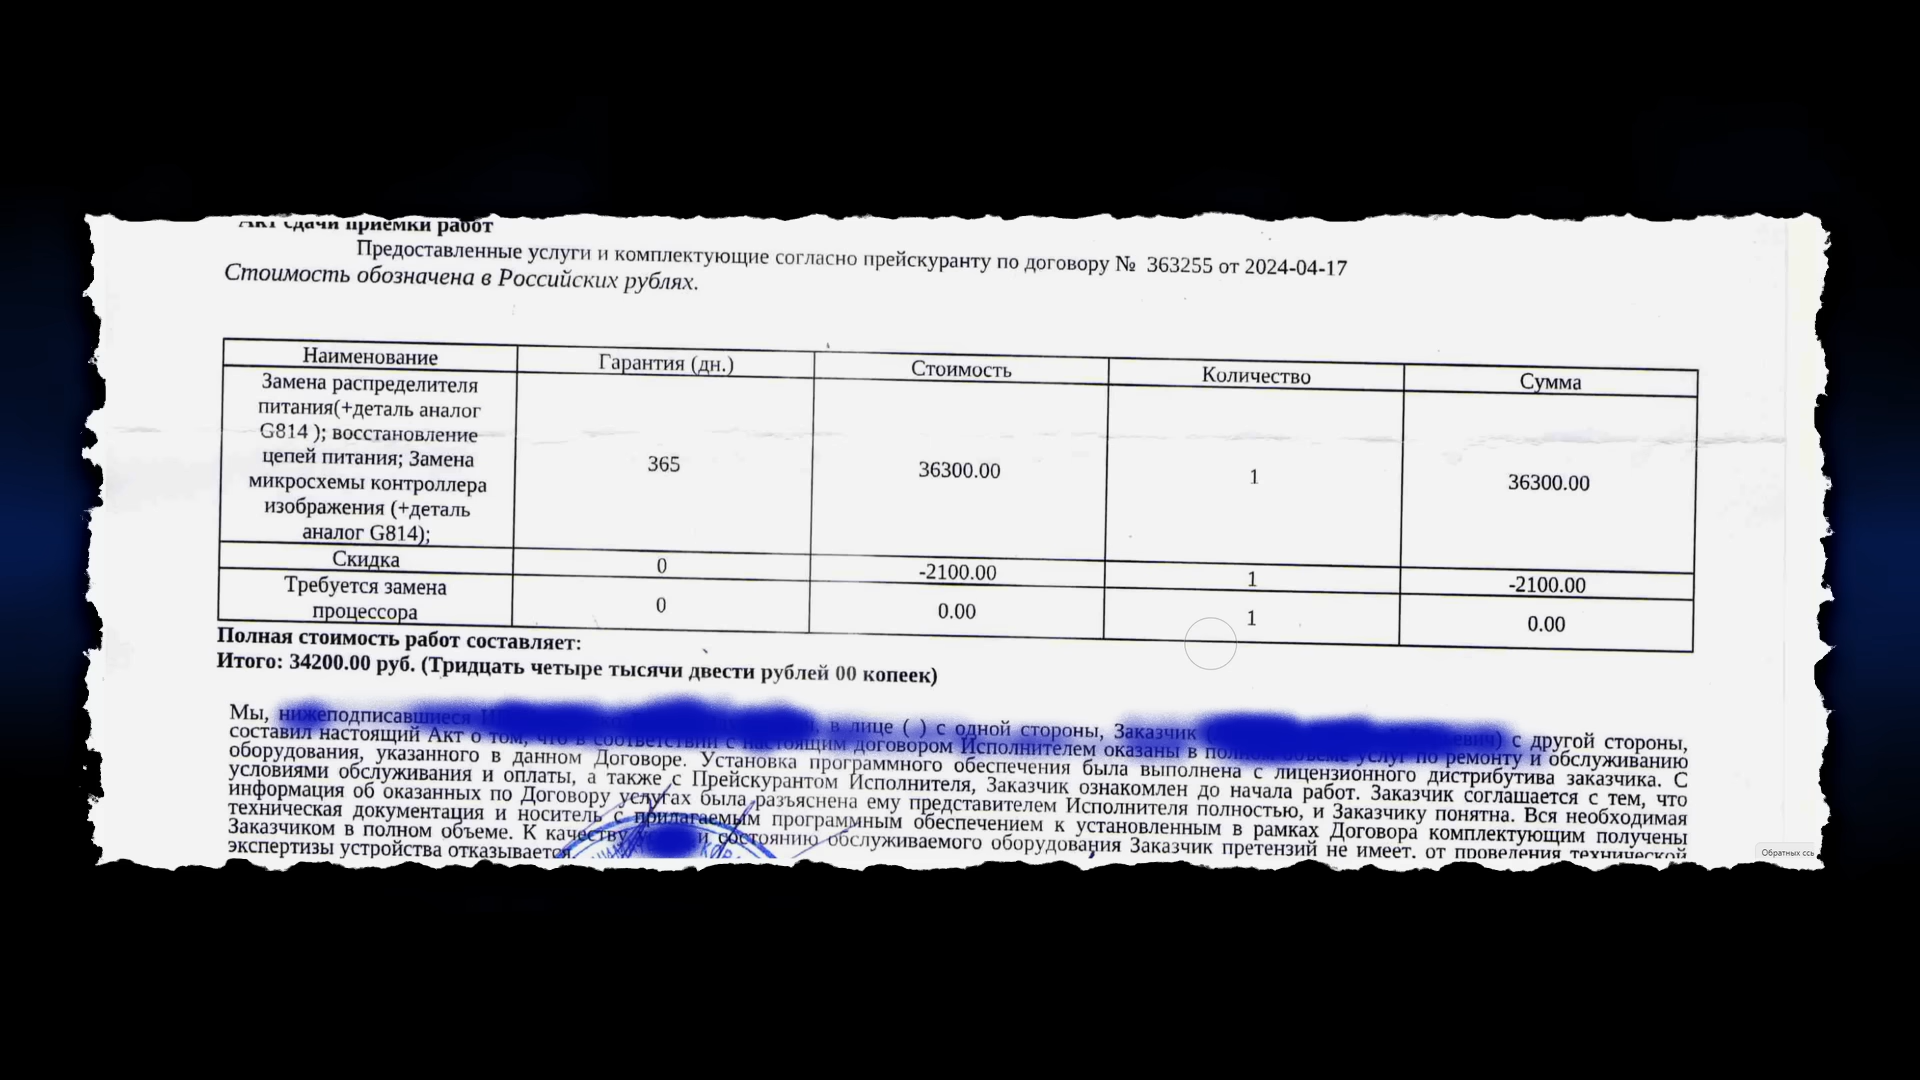 Акт сдачи приемки работ
Предоставленные услуги и комплектующие согласно прейскуранту по договору № 363255 от 2024-04-17
Стоимость обозначена в Российских рублях.
Наименование Гарантия (дн.) Стоимость Количество Сумма
Замена распределителя
питания(+деталь аналог
G814 ); восстановление
цепей питания; Замена
микросхемы контроллера
изображения (+деталь
аналог G814);
365 36300.00 1 36300.00
Скидка 0 -2100.00 1 -2100.00
Требуется замена
процессора
0 0.00 1 0.00
Полная стоимость работ составляет:
Итого: 34200.00 руб. (Тридцать четыре тысячи двести рублей 00 копеек)
Мы, нижеподписавшиеся в лице ( ) с одной стороны, Заказчик с другой стороны,
составил настоящий Акт о том, что в соответствии с настоящим договором Исполнителем оказаны в полном объеме услуг по ремонту и обслуживанию
оборудования, указанного в данном Договоре. Установка программного обеспечения была выполнена с лицензионного дистрибутива заказчика. С
условиями обслуживания и оплаты, а также с Прейскурантом Исполнителя, Заказчик ознакомлен до начала работ. Заказчик соглашается с тем, что
информация об оказанных по Договору услугах была разъяснена ему представителем Исполнителя полностью, и Заказчику понятна. Вся необходимая
техническая документация и носитель с прилагаемым программным обеспечением к установленным в рамках Договора комплектующим получены
Заказчиком в полном объеме. К качеству и состоянию обслуживаемого оборудования Заказчик претензий не имеет, от проведения технической
экспертизы устройства отказывается.
Обратных ссь